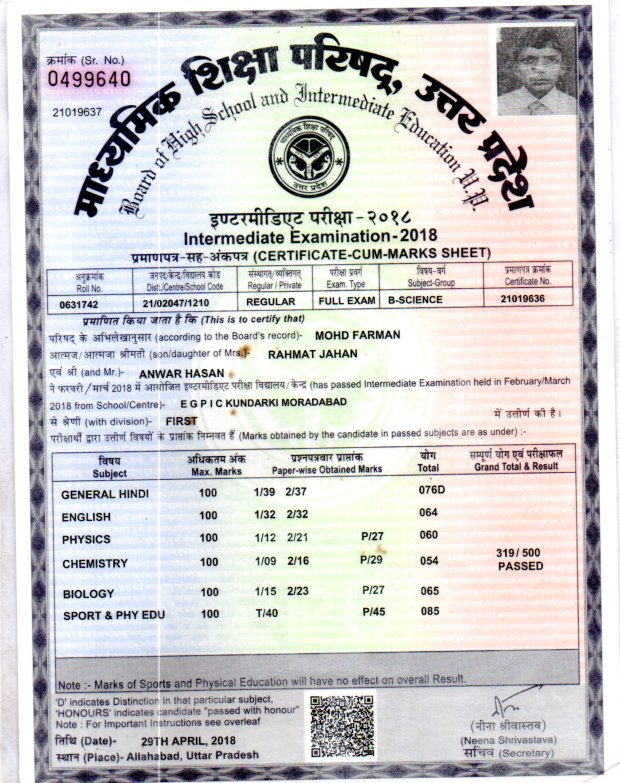 क्रमांक (Sr. No.)
0499640
21019637
माध्यमिक शिक्षा परिषद्, उत्तर प्रदेश
Board of High School and Intermediate Education U.P.
माध्यमिक शिक्षा परिषद्
उत्तर प्रदेश
इण्टरमीडिएट परीक्षा - २०१८
Intermediate Examination - 2018
प्रमाणपत्र-सह-अंकपत्र (CERTIFICATE-CUM-MARKS SHEET)
अनुक्रमांक जनपद/केन्द्र/विद्यालय कोड संस्थागत/व्यक्तिगत परीक्षा प्रवर्ग विषय-वर्ग प्रमाणपत्र क्रमांक
Roll No. Dist./Centre/School Code Regular / Private Exam. Type Subject-Group Certificate No.
0631742 21/02047/1210 REGULAR FULL EXAM B-SCIENCE 21019636
प्रमाणित किया जाता है कि (This is to certify that)
परिषद् के अभिलेखानुसार (according to the Board's record)- MOHD FARMAN
आत्मज/आत्मजा श्रीमती (son/daughter of Mrs.)- RAHMAT JAHAN
एवं श्री (and Mr.)- ANWAR HASAN
ने फरवरी/मार्च 2018 में आयोजित इण्टरमीडिएट परीक्षा विद्यालय/केन्द्र (has passed Intermediate Examination held in February/March
2018 from School/Centre)- E G P I C KUNDARKI MORADABAD
से श्रेणी (with division)- FIRST में उत्तीर्ण की है।
परीक्षार्थी द्वारा उत्तीर्ण विषयों के प्राप्तांक निम्नवत हैं (Marks obtained by the candidate in passed subjects are as under) :-
विषय अधिकतम अंक प्रश्नपत्रवार प्राप्तांक योग सम्पूर्ण योग एवं परीक्षाफल
Subject Max. Marks Paper-wise Obtained Marks Total Grand Total & Result
GENERAL HINDI 100 1/39 2/37 076D
ENGLISH 100 1/32 2/32 064
PHYSICS 100 1/12 2/21 P/27 060
CHEMISTRY 100 1/09 2/16 P/29 054 319 / 500
PASSED
BIOLOGY 100 1/15 2/23 P/27 065
SPORT & PHY EDU 100 T/40 P/45 085
Note :- Marks of Sports and Physical Education will have no effect on overall Result.
'D' indicates Distinction in that particular subject,
'HONOURS' indicates candidate "passed with honour"
Note : For Important Instructions see overleaf
तिथि (Date)- 29TH APRIL, 2018
स्थान (Place)- Allahabad, Uttar Pradesh
(नीना श्रीवास्तव)
(Neena Shrivastava)
सचिव (Secretary)